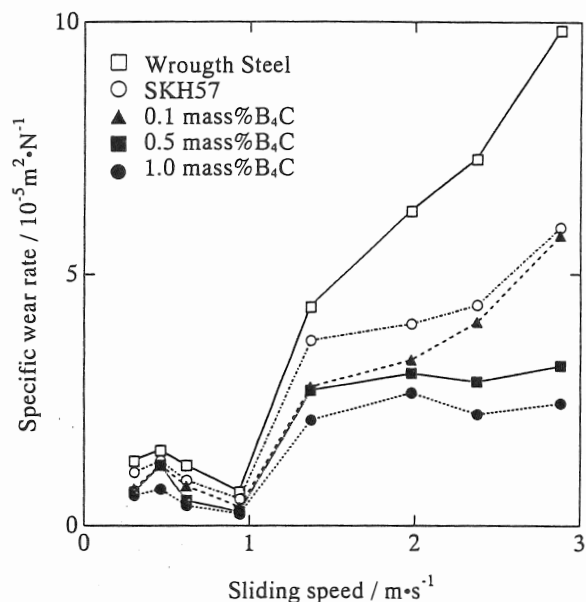 10
Wrougth Steel
SKH57
0.1 mass%B₄C
0.5 mass%B₄C
1.0 mass%B₄C
5
0
0
1
2
3
Specific wear rate / 10⁻⁵m²•N⁻¹
Sliding speed / m•s⁻¹